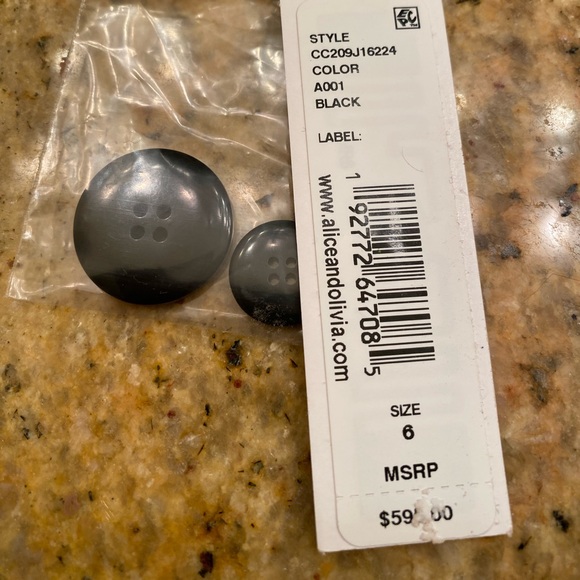 STYLE
CC209J16224
COLOR
A001
BLACK
LABEL:
www.aliceandolivia.com
1 92772 64708 5
SIZE
6
MSRP